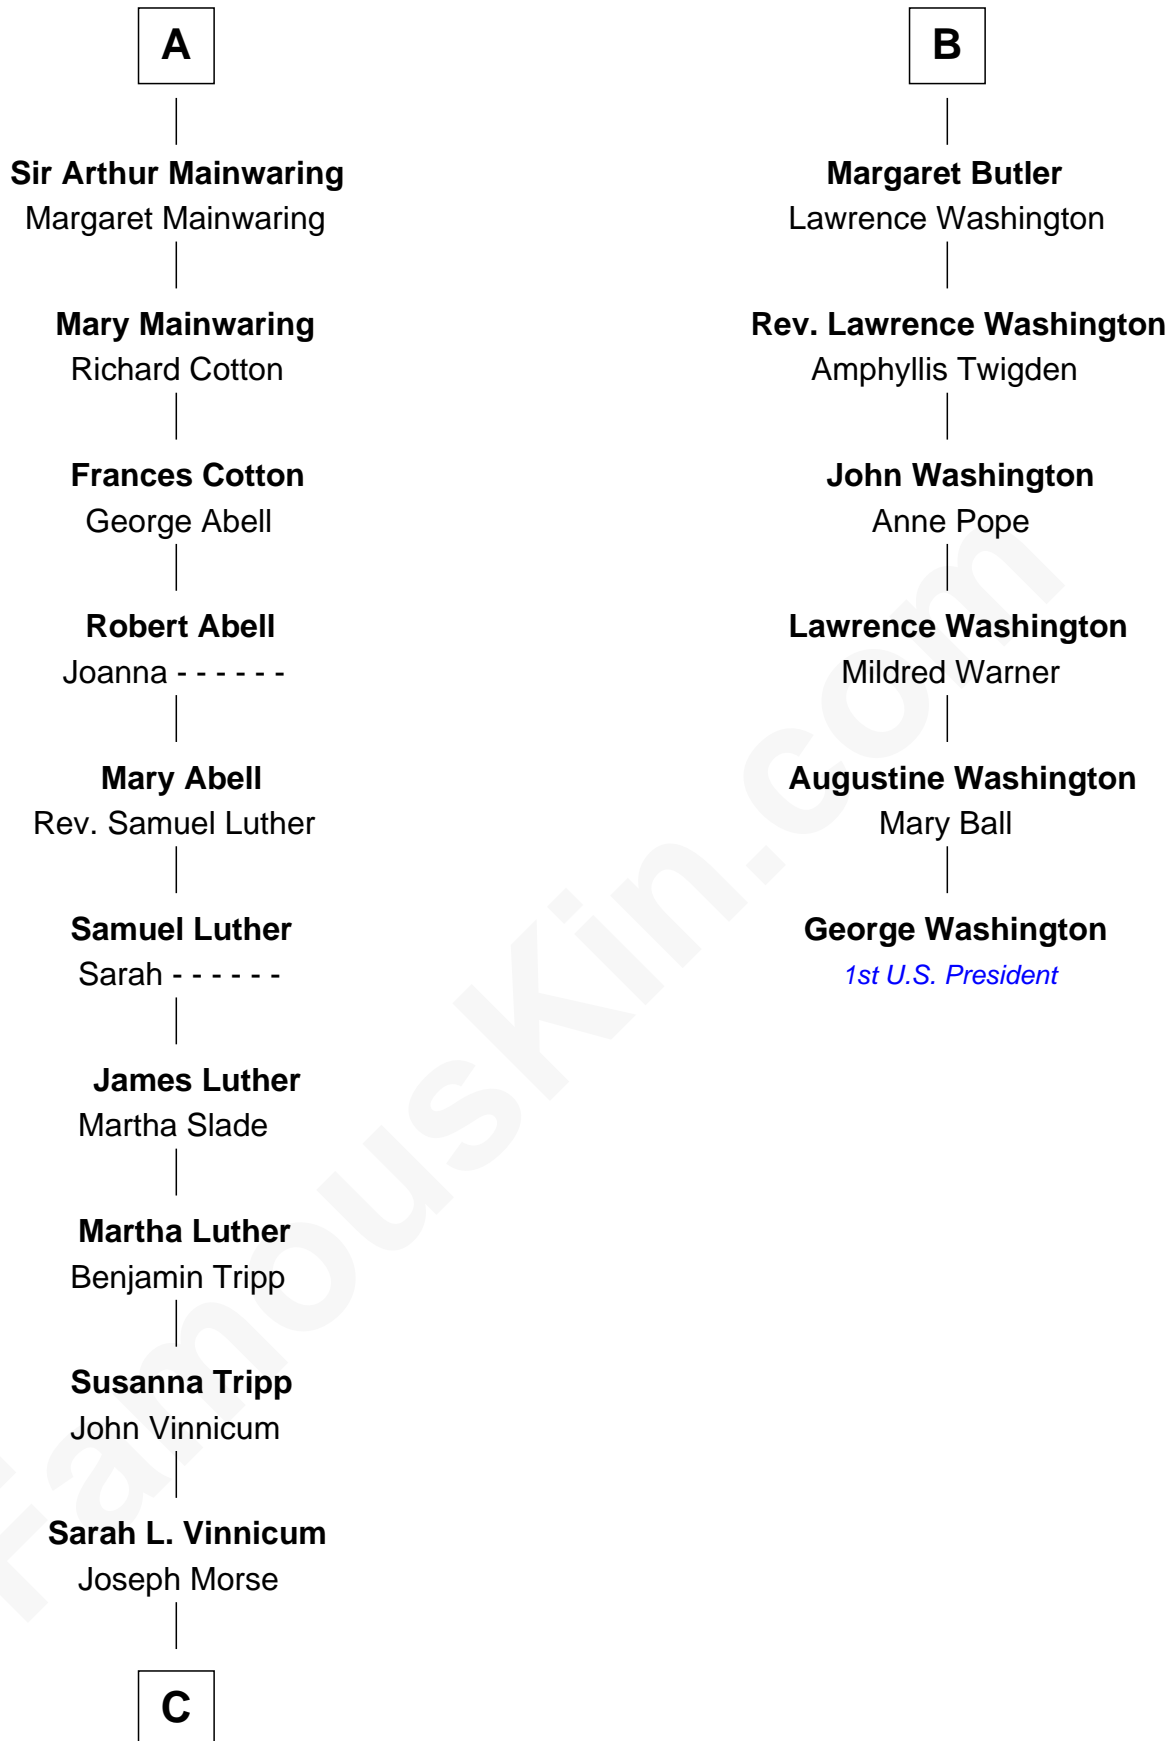 A
Sir Arthur Mainwaring
Margaret Mainwaring
Mary Mainwaring
Richard Cotton
Frances Cotton
George Abell
Robert Abell
Joanna - - - - - -
Mary Abell
Rev. Samuel Luther
Samuel Luther
Sarah - - - - - -
James Luther
Martha Slade
Martha Luther
Benjamin Tripp
Susanna Tripp
John Vinnicum
Sarah L. Vinnicum
Joseph Morse
C
B
Margaret Butler
Lawrence Washington
Rev. Lawrence Washington
Amphyllis Twigden
John Washington
Anne Pope
Lawrence Washington
Mildred Warner
Augustine Washington
Mary Ball
George Washington
1st U.S. President
FamousKin.com